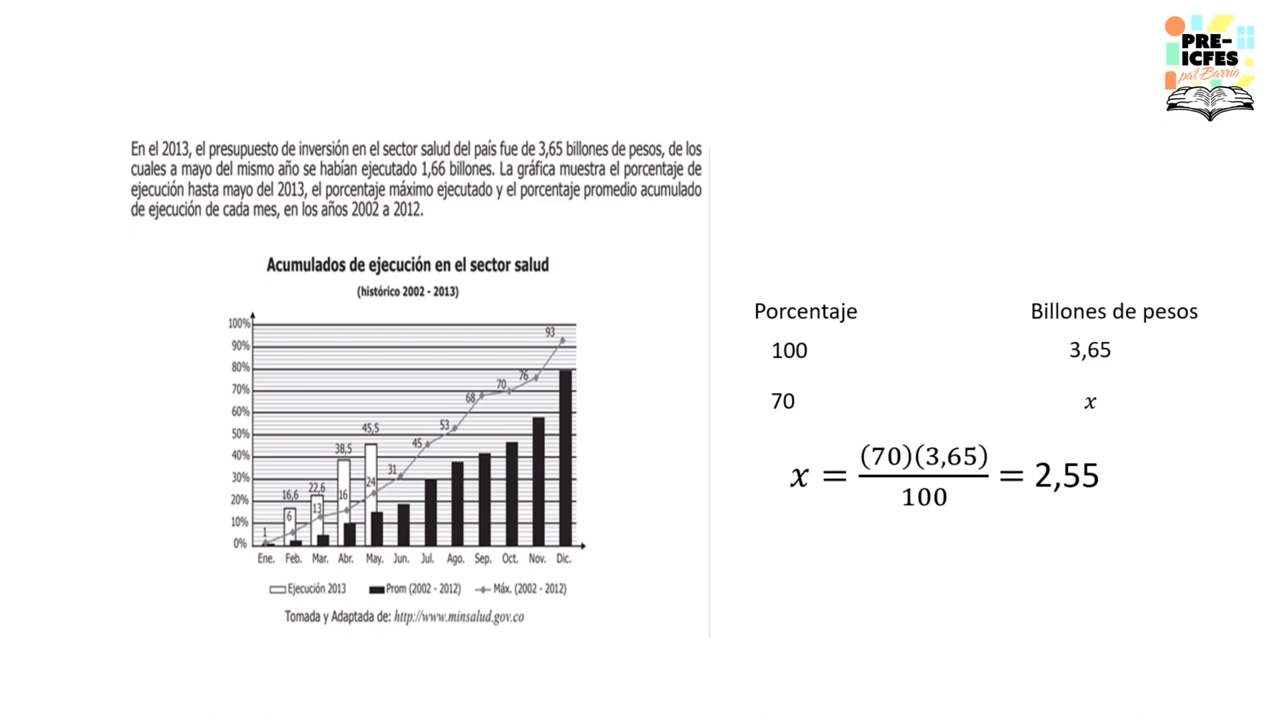 PRE-
ICFES
pa'l Barrio
En el 2013, el presupuesto de inversión en el sector salud del país fue de 3,65 billones de pesos, de los
cuales a mayo del mismo año se habían ejecutado 1,66 billones. La gráfica muestra el porcentaje de
ejecución hasta mayo del 2013, el porcentaje máximo ejecutado y el porcentaje promedio acumulado
de ejecución de cada mes, en los años 2002 a 2012.
Acumulados de ejecución en el sector salud
(histórico 2002 - 2013)
100%
90%
80%
70%
60%
50%
40%
30%
20%
10%
0%
93
76
70
68
53
45
31
45,5
24
38,5
16
22,6
13
16,6
6
1
Ene. Feb. Mar. Abr. May. Jun. Jul. Ago. Sep. Oct. Nov. Dic.
Ejecución 2013 Prom (2002 - 2012) Máx. (2002 - 2012)
Tomada y Adaptada de: http://www.minsalud.gov.co
Porcentaje Billones de pesos
100 3,65
70 x
x = (70)(3,65)/100 = 2,55